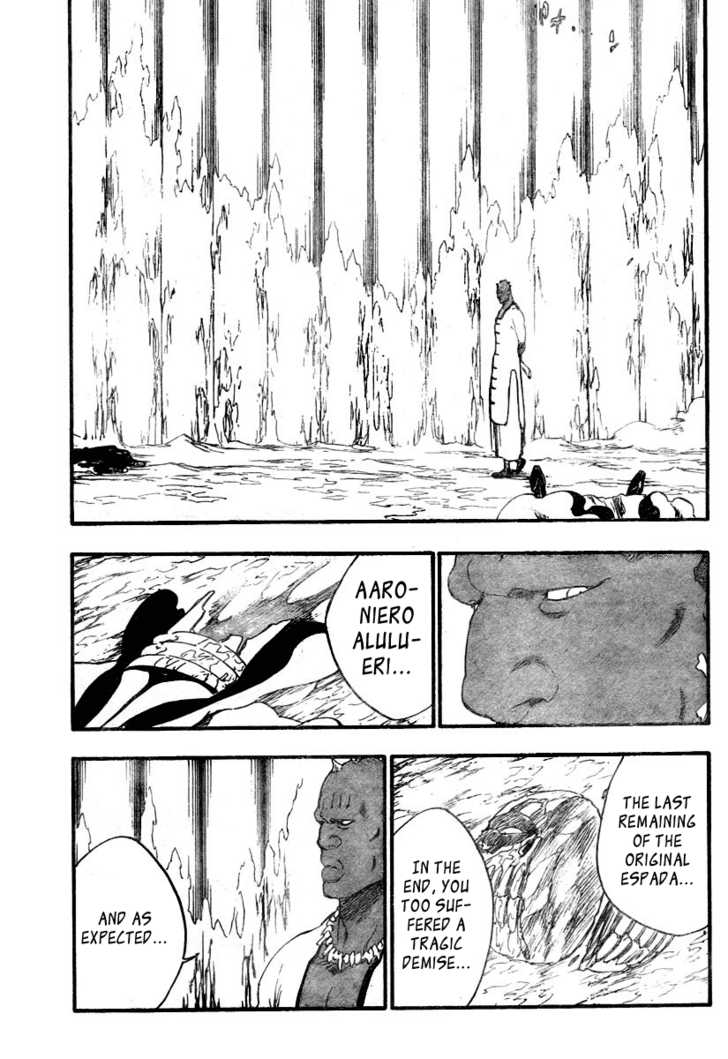 AARO-
NIERO
ALULU-
ERI...
THE LAST
REMAINING
OF THE
ORIGINAL
ESPADA...
IN THE
END, YOU
TOO SUF-
FERED A
TRAGIC
DEMISE...
AND AS
EXPECTED...